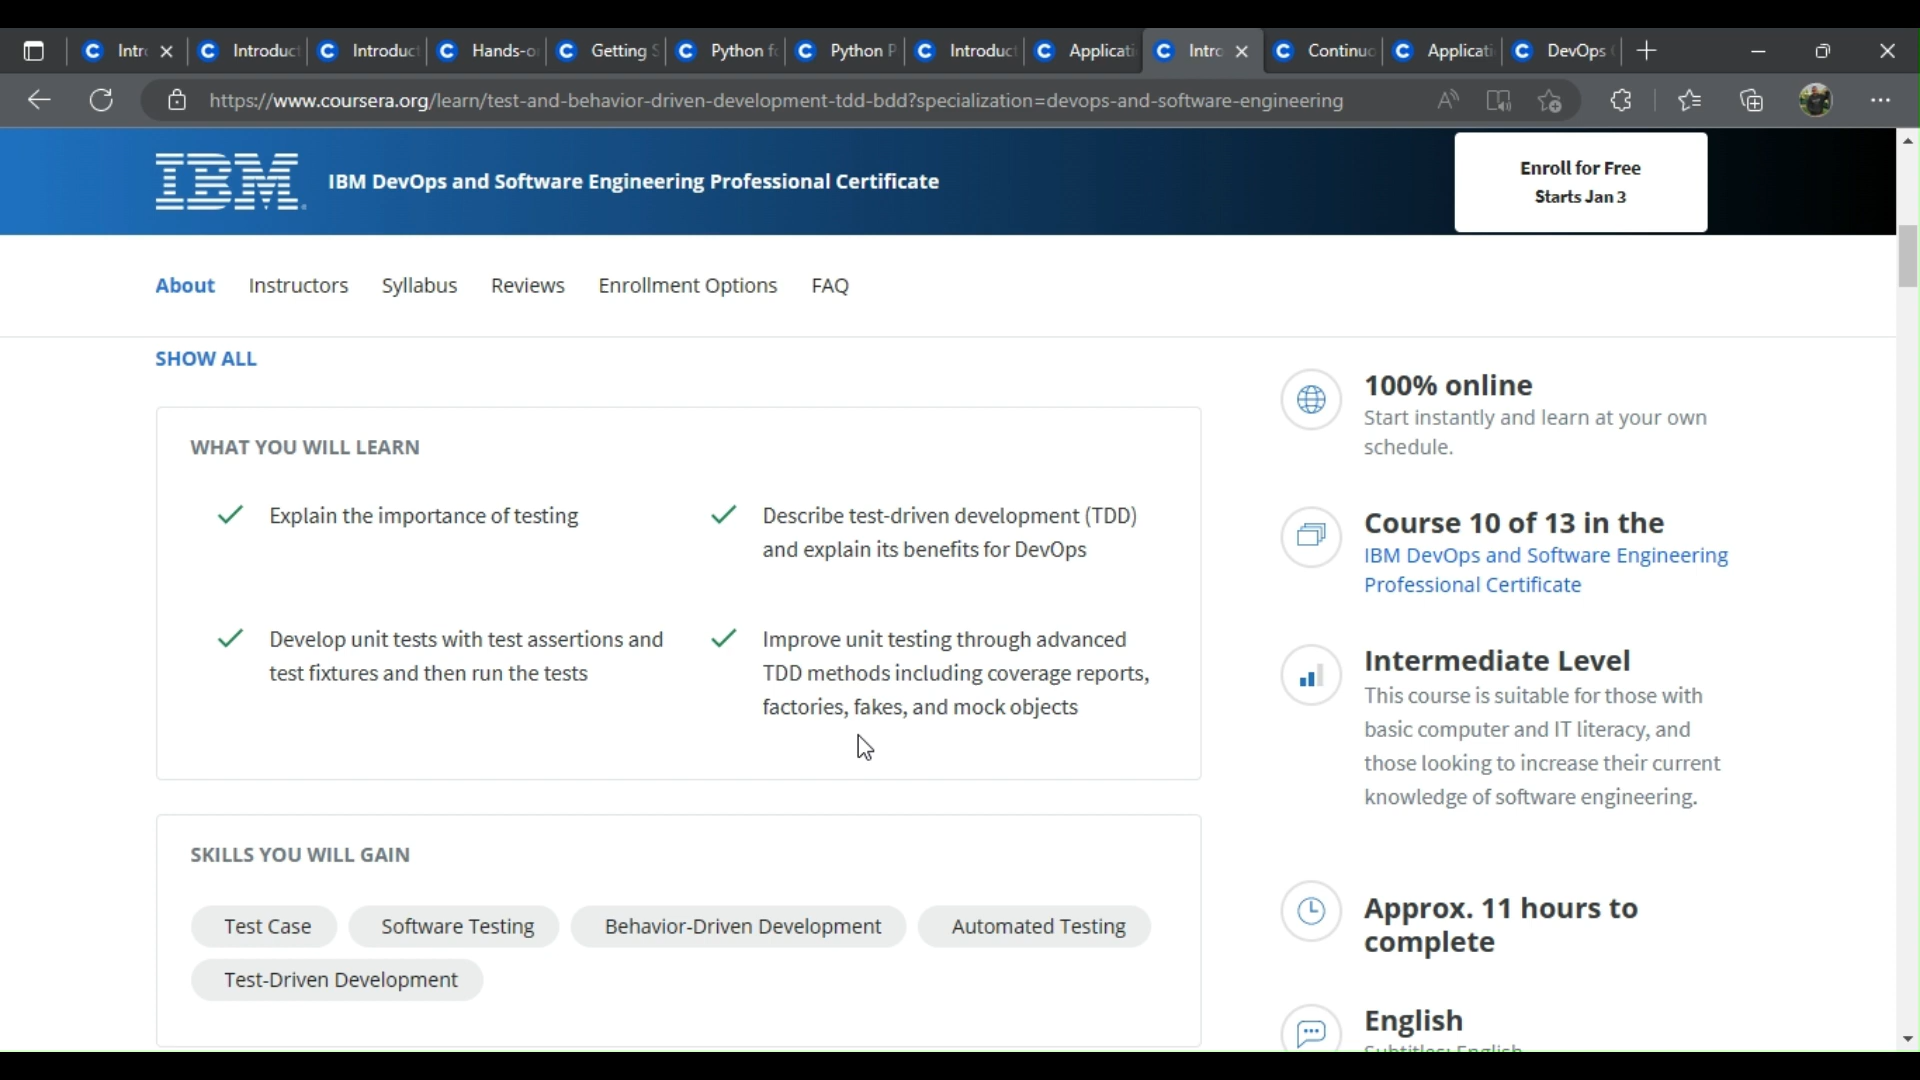 Intr
Introduct
Introduc
Hands-o
Getting S
Python fo
Python P
Introduct
Applicati
Intro
Continuo
Applicati
DevOps
https://www.coursera.org/learn/test-and-behavior-driven-development-tdd-bdd?specialization=devops-and-software-engineering
IBM
IBM DevOps and Software Engineering Professional Certificate
Enroll for Free
Starts Jan 3
About Instructors Syllabus Reviews Enrollment Options FAQ
SHOW ALL
WHAT YOU WILL LEARN
Explain the importance of testing
Describe test-driven development (TDD)
and explain its benefits for DevOps
Develop unit tests with test assertions and
test fixtures and then run the tests
Improve unit testing through advanced
TDD methods including coverage reports,
factories, fakes, and mock objects
SKILLS YOU WILL GAIN
Test Case
Software Testing
Behavior-Driven Development
Automated Testing
Test-Driven Development
100% online
Start instantly and learn at your own
schedule.
Course 10 of 13 in the
IBM DevOps and Software Engineering
Professional Certificate
Intermediate Level
This course is suitable for those with
basic computer and IT literacy, and
those looking to increase their current
knowledge of software engineering.
Approx. 11 hours to
complete
English
Subtitles: English